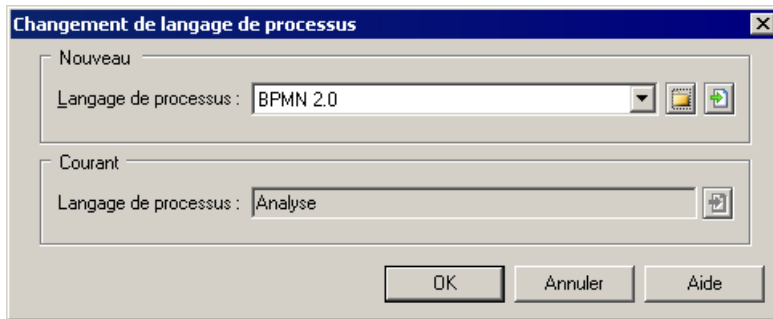 Changement de langage de processus
Nouveau
Langage de processus : BPMN 2.0
Courant
Langage de processus : Analyse
OK Annuler Aide